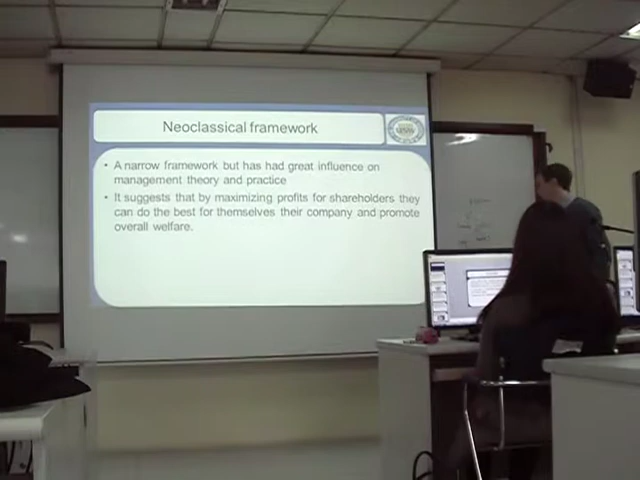 Neoclassical framework
• A narrow framework but has had great influence on
management theory and practice
• It suggests that by maximizing profits for shareholders they
can do the best for themselves their company and promote
overall welfare.